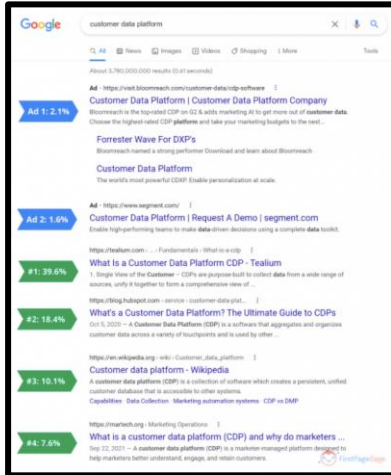 Google
customer data platform
All News Images Videos Shopping More Tools
About 3,780,000,000 results (0.61 seconds)
Ad · https://visit.bloomreach.com/customer-data/cdp-software
Ad 1: 2.1%
Customer Data Platform | Customer Data Platform Company
Bloomreach is the top-rated CDP on G2 & adds marketing AI to get more out of customer data.
Choose the highest-rated CDP platform and take your marketing budgets to the next...
Forrester Wave For DXP's
Bloomreach named a strong performer Download and learn about Bloomreach
Customer Data Platform
The world's most powerful CDXP. Enable personalization at scale.
Ad · https://www.segment.com/
Ad 2: 1.6%
Customer Data Platform | Request A Demo | segment.com
Enable high-performing teams to make data-driven decisions using a complete data toolkit.
https://tealium.com › ... › Fundamentals › What-is-a-cdp
#1: 39.6%
What Is a Customer Data Platform CDP - Tealium
1. Single View of the Customer – CDPs are purpose-built to collect data from a wide range of
sources, unify it together to form a comprehensive view of ...
https://blog.hubspot.com › service › customer-data-plat...
#2: 18.4%
What's a Customer Data Platform? The Ultimate Guide to CDPs
Oct 5, 2020 — A Customer Data Platform (CDP) is a software that aggregates and organizes
customer data across a variety of touchpoints and is used by other ...
https://en.wikipedia.org › wiki › Customer_data_platform
#3: 10.1%
Customer data platform - Wikipedia
A customer data platform (CDP) is a collection of software which creates a persistent, unified
customer database that is accessible to other systems.
Capabilities · Data Collection · Marketing automation systems · CDP vs DMP
https://martech.org › Marketing Operations
#4: 7.6%
What is a customer data platform (CDP) and why do marketers ...
Sep 22, 2021 — A customer data platform (CDP) is a marketer-managed platform designed to
help marketers better understand, engage, and retain customers.
FirstPageSage